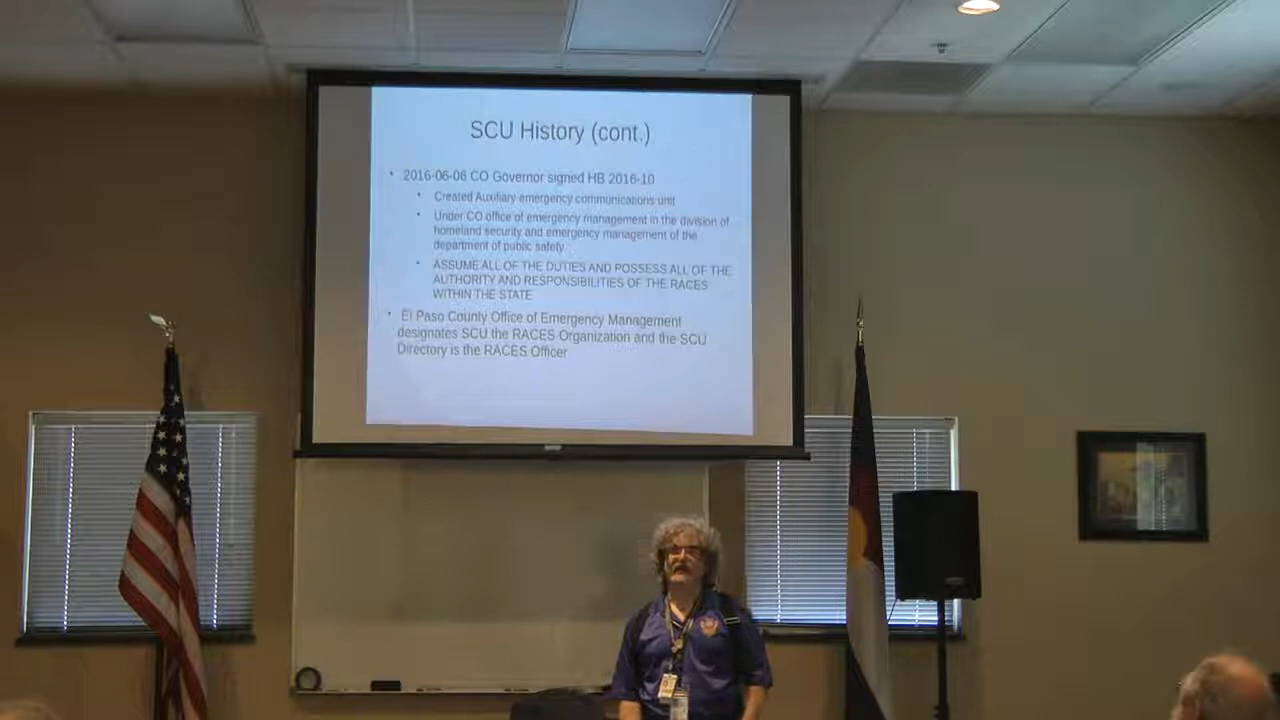 SCU History (cont.)
• 2016-06-06 CO Governor signed HB 2016-10
• Created Auxiliary emergency communications unit
• Under CO office of emergency management in the division of
homeland security and emergency management of the
department of public safety.
• ASSUME ALL OF THE DUTIES AND POSSESS ALL OF THE
AUTHORITY AND RESPONSIBILITIES OF THE RACES
WITHIN THE STATE
• El Paso County Office of Emergency Management
designates SCU the RACES Organization and the SCU
Directory is the RACES Officer